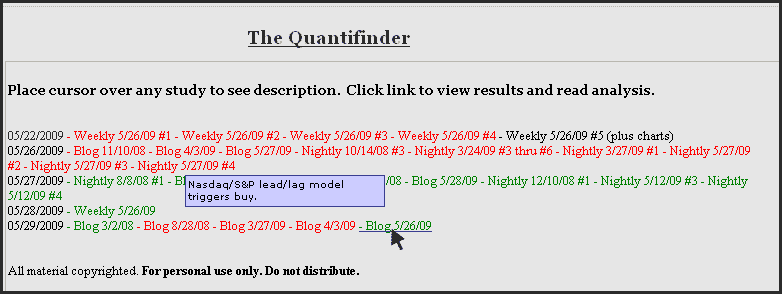 The Quantifinder
Place cursor over any study to see description. Click link to view results and read analysis.
05/22/2009 - Weekly 5/26/09 #1 - Weekly 5/26/09 #2 - Weekly 5/26/09 #3 - Weekly 5/26/09 #4 - Weekly 5/26/09 #5 (plus charts)
05/26/2009 - Blog 11/10/08 - Blog 4/3/09 - Blog 5/27/09 - Nightly 10/14/08 #3 - Nightly 3/24/09 #3 thru #6 - Nightly 3/27/09 #1 - Nightly 5/27/09
#2 - Nightly 5/27/09 #3 - Nightly 5/27/09 #4
05/27/2009 - Nightly 8/8/08 #1 - /08 - Blog 5/28/09 - Nightly 12/10/08 #1 - Nightly 5/12/09 #3 - Nightly
Nasdaq/S&P lead/lag model
triggers buy.
5/12/09 #4
05/28/2009 - Weekly 5/26/09
05/29/2009 - Blog 3/2/08 - Blog 8/28/08 - Blog 3/27/09 - Blog 4/3/09 - Blog 5/26/09
All material copyrighted. For personal use only. Do not distribute.